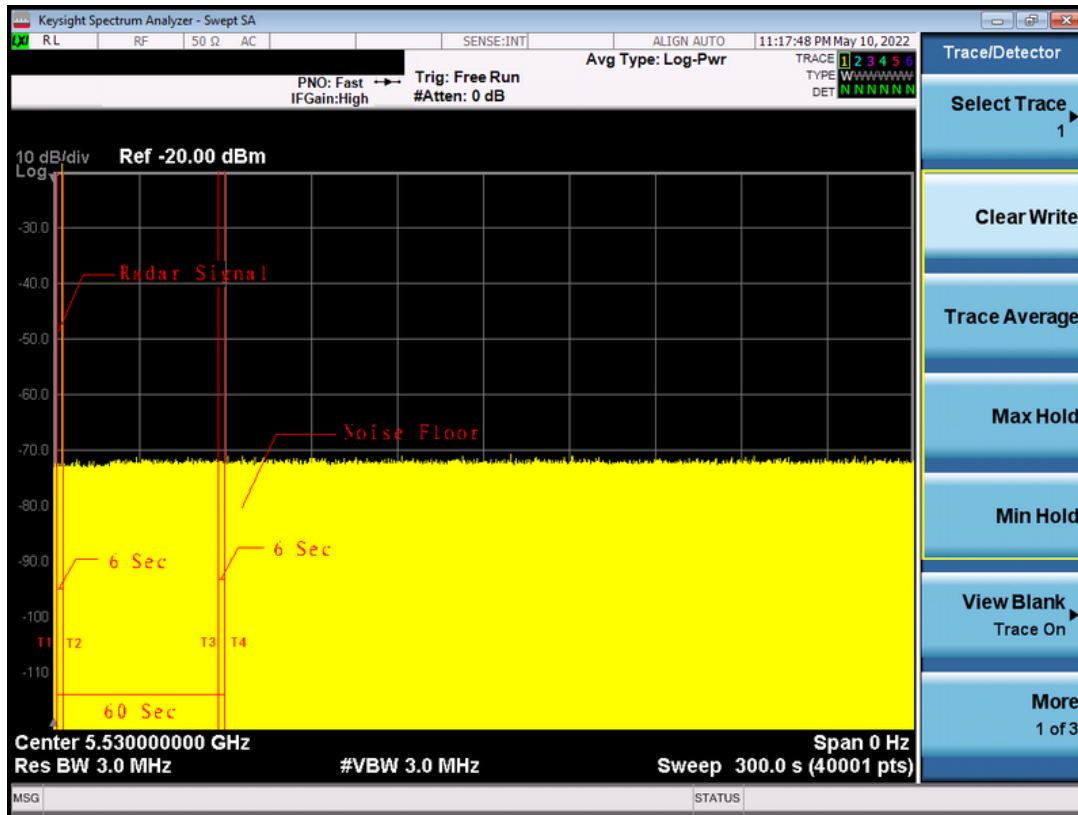 Keysight Spectrum Analyzer - Swept SA
LXI RL RF 50 Ω AC SENSE:INT ALIGN AUTO 11:17:48 PM May 10, 2022
Avg Type: Log-Pwr
TRACE 1 2 3 4 5 6
TYPE WWWWWW
DET N N N N N N
PNO: Fast
IFGain:High
Trig: Free Run
#Atten: 0 dB
10 dB/div
Log
Ref -20.00 dBm
-30.0
-40.0
-50.0
-60.0
-70.0
-80.0
-90.0
-100
-110
Radar Signal
Noise Floor
6 Sec
6 Sec
T1 T2 T3 T4
60 Sec
Center 5.530000000 GHz
Span 0 Hz
Res BW 3.0 MHz
#VBW 3.0 MHz
Sweep 300.0 s (40001 pts)
MSG STATUS
Trace/Detector
Select Trace
1
Clear Write
Trace Average
Max Hold
Min Hold
View Blank
Trace On
More
1 of 3